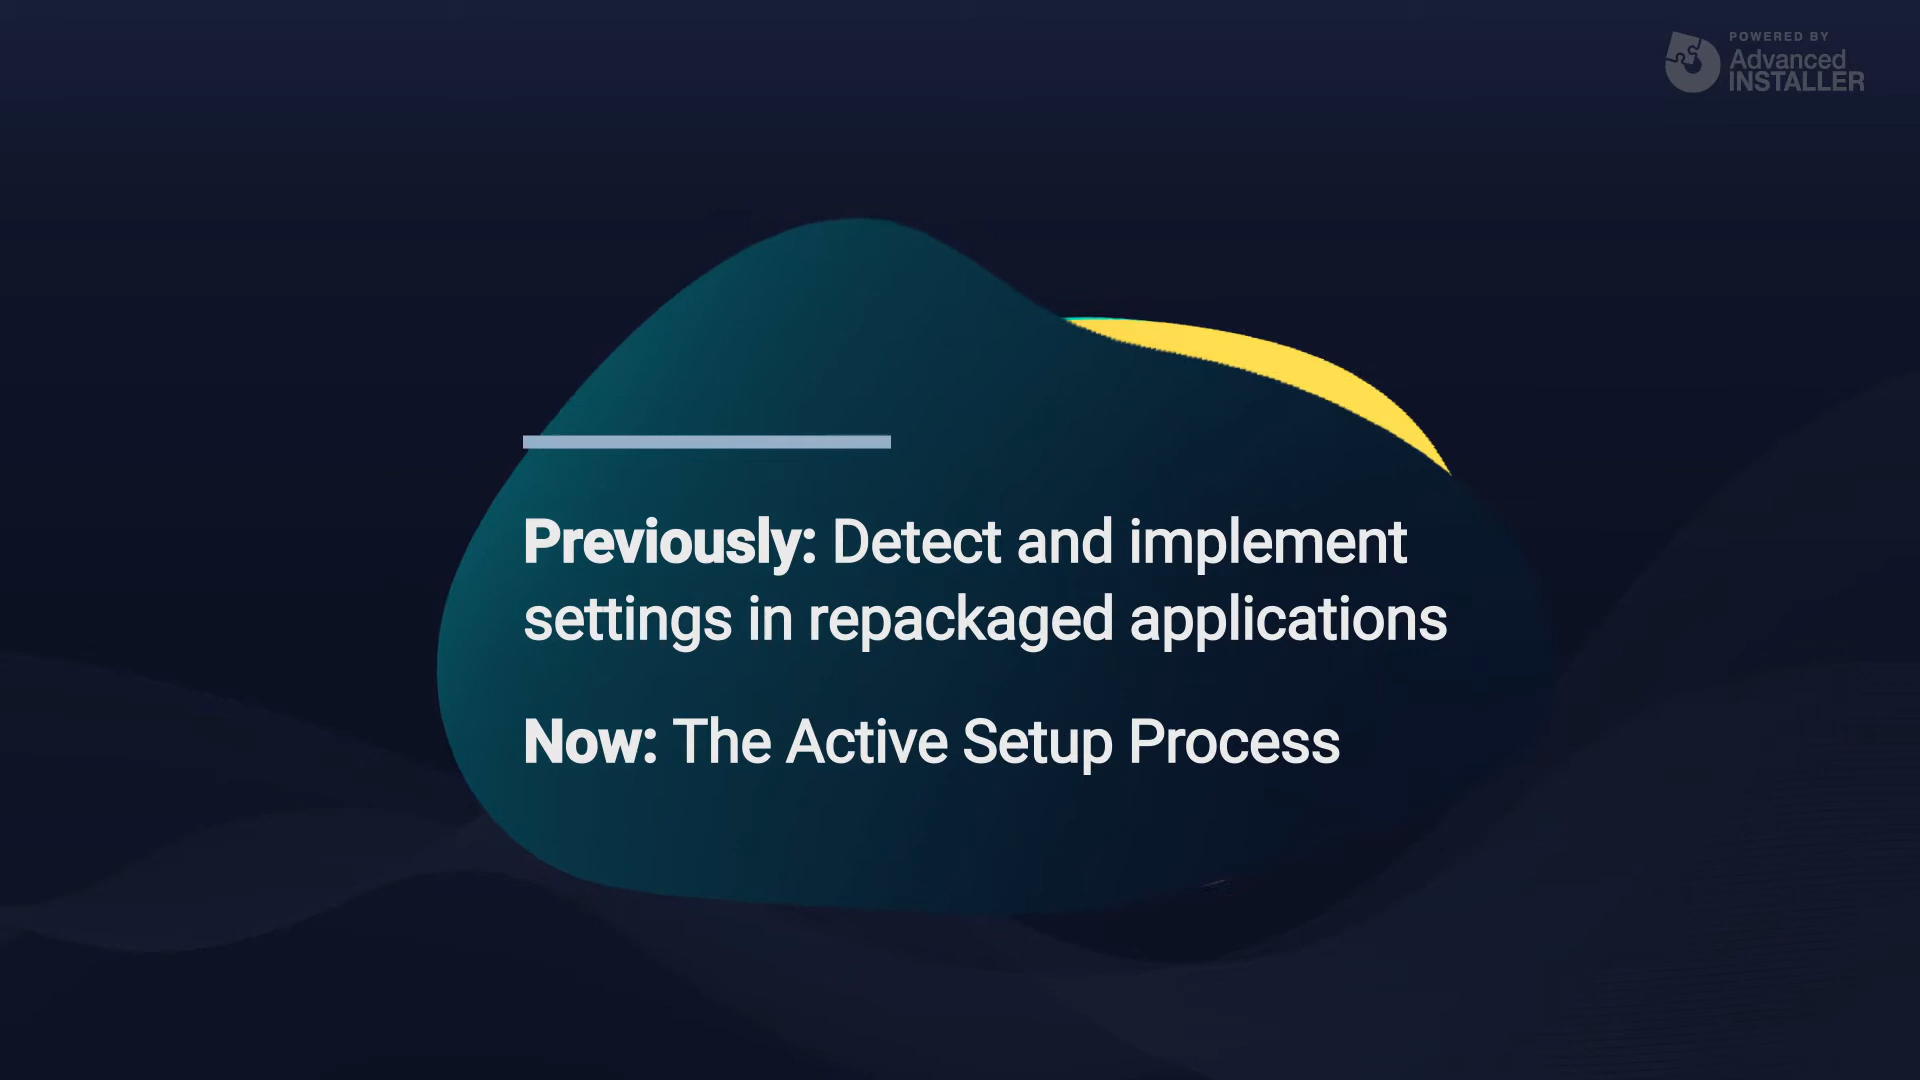 POWERED BY
Advanced
INSTALLER
Previously: Detect and implement
settings in repackaged applications
Now: The Active Setup Process